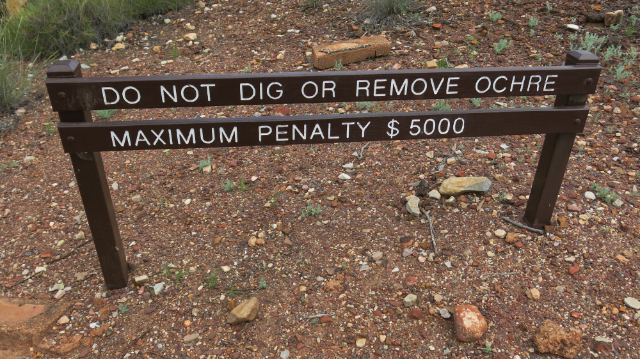 DO NOT DIG OR REMOVE OCHRE
MAXIMUM PENALTY $ 5000